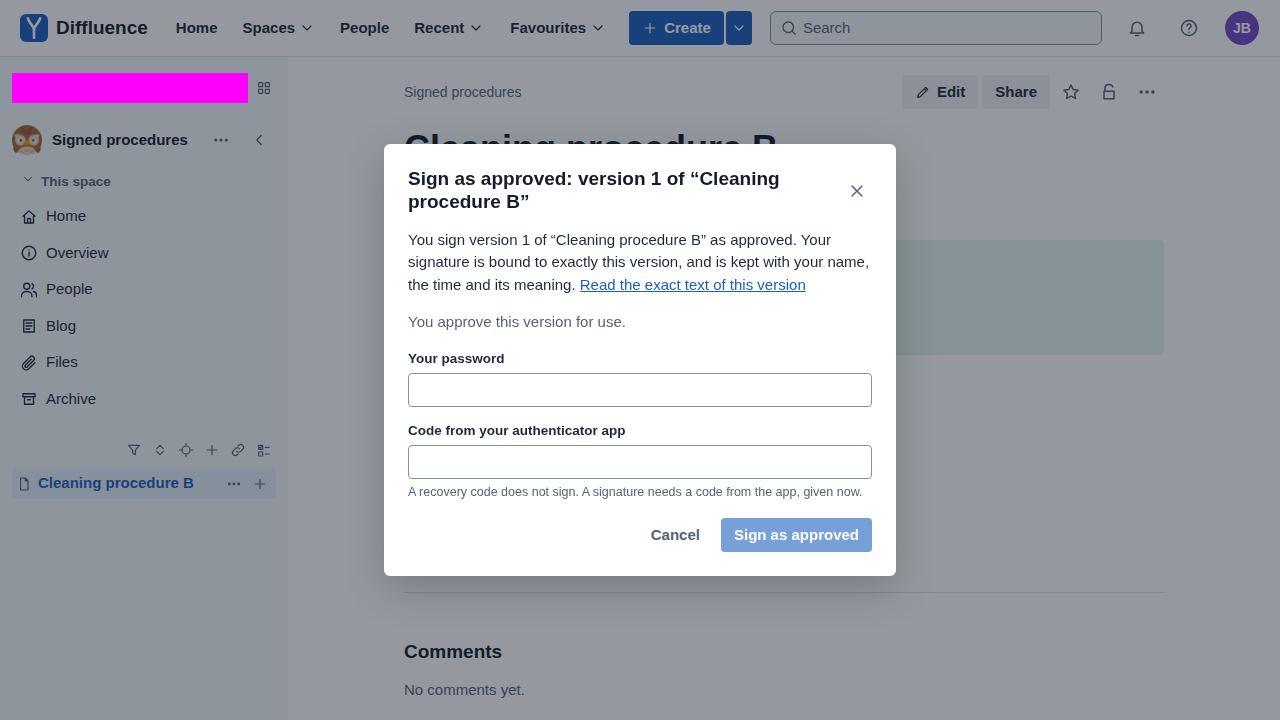 Diffluence
Home
Spaces
People
Recent
Favourites
Create
Search
JB
Signed procedures
This space
Home
Overview
People
Blog
Files
Archive
Cleaning procedure B
Signed procedures
Edit
Share
Cleaning procedure B
Sign as approved: version 1 of “Cleaning
procedure B”
You sign version 1 of “Cleaning procedure B” as approved. Your
signature is bound to exactly this version, and is kept with your name,
the time and its meaning. Read the exact text of this version
You approve this version for use.
Your password
Code from your authenticator app
A recovery code does not sign. A signature needs a code from the app, given now.
Cancel
Sign as approved
Comments
No comments yet.